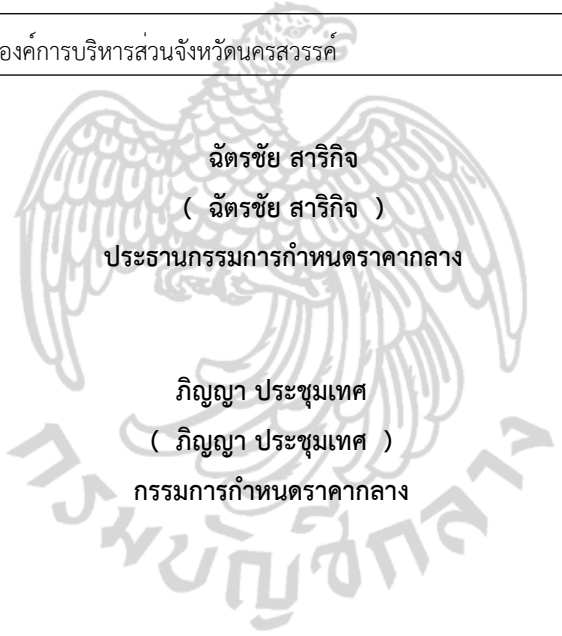 องค์การบริหารส่วนจังหวัดนครสวรรค์
ฉัตรชัย สาริกิจ
( ฉัตรชัย สาริกิจ )
ประธานกรรมการกำหนดราคากลาง
ภิญญา ประชุมเทศ
( ภิญญา ประชุมเทศ )
กรรมการกำหนดราคากลาง
กรมบัญชีกลาง